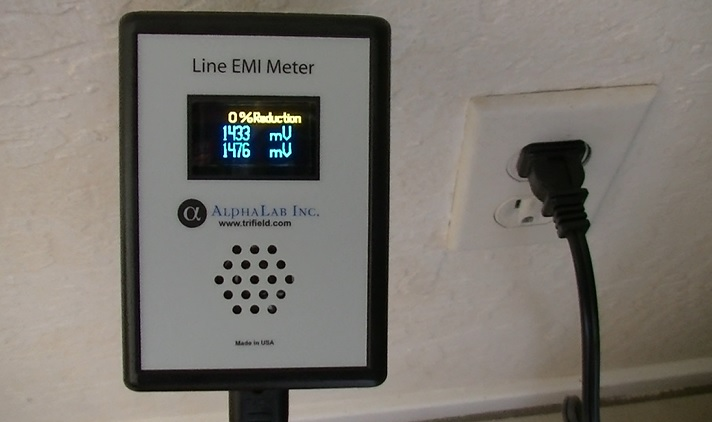 Line EMI Meter
0 % Reduction
1433 mV
1476 mV
α ALPHALAB INC.
www.trifield.com
Made in USA